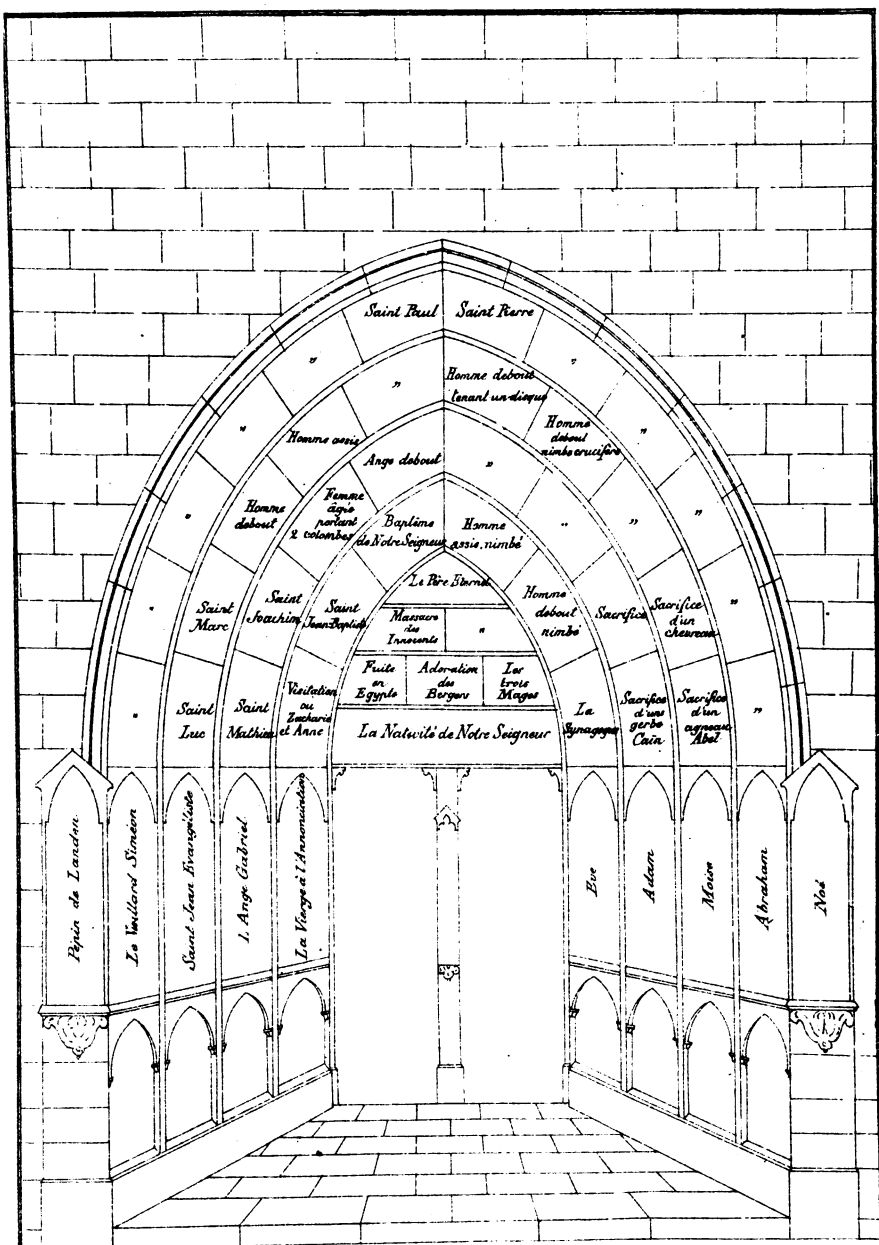 Saint Paul
Saint Pierre
"
"
"
Homme debout
tenant un disque
"
Homme assis
Homme
debout
nimbe crucifère
"
Ange debout
"
Homme
debout
Femme
âgée
portant
2 colombes
"
"
"
Baptême
de Notre Seigneur
Homme
assis, nimbé
"
Saint
Marc
Saint
Joachim
Saint
Jean-Baptiste
Le Père Eternel
Homme
debout
nimbé
Sacrifice
Sacrifice
d'un
chevreau
"
Massacre
des
Innocents
"
Fuite
en
Egypte
Adoration
des
Bergers
Les
trois
Mages
"
Saint
Luc
Saint
Mathieu
Visitation
ou
Zacharie
et Anne
La Nativité de Notre Seigneur
La
Synagogue
Sacrifice
d'une
gerbe
Caïn
Sacrifice
d'un
agneau
Abel
"
Pépin de Landen
Le Vieillard Siméon
Saint Jean Evangéliste
l. Ange Gabriel
La Vierge à l'Annonciation
Eve
Adam
Moïse
Abraham
Noé